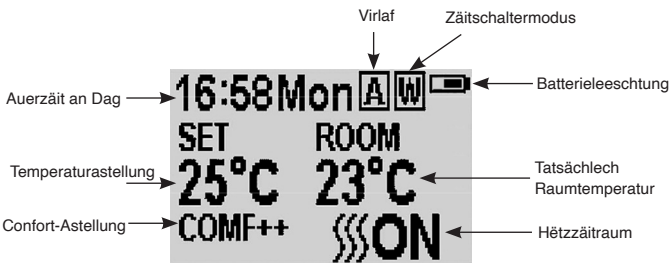 Virlaf
Zäitschaltermodus
Auerzäit an Dag
16:58Mon A W
Batterieleeschtung
SET ROOM
Temperaturastellung
25°C 23°C
Tatsächlech
Raumtemperatur
Confort-Astellung
COMF++ ON
Hëtzzäitraum